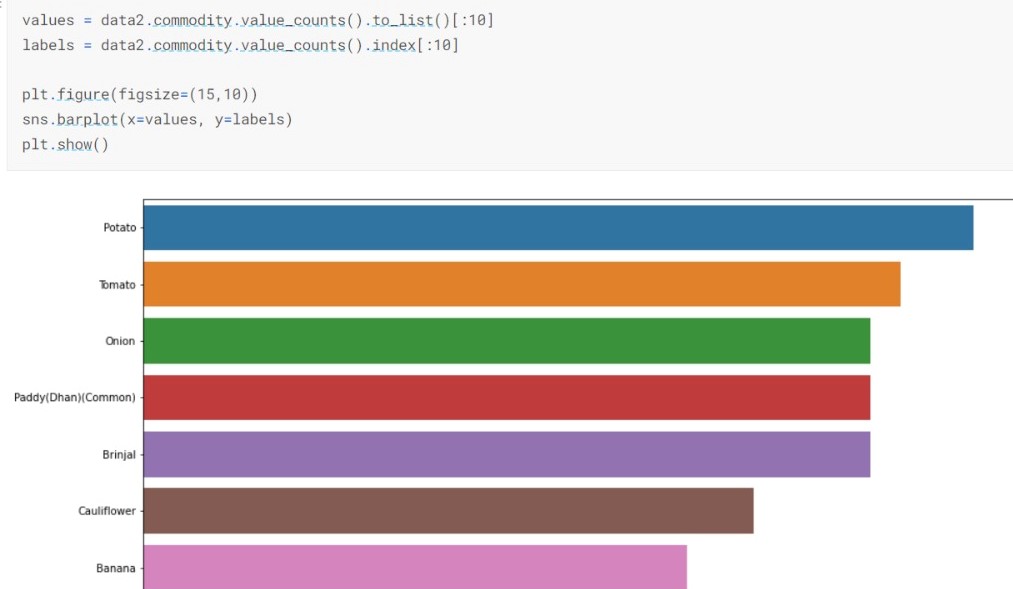 values = data2.commodity.value_counts().to_list()[:10]
labels = data2.commodity.value_counts().index[:10]
plt.figure(figsize=(15,10))
sns.barplot(x=values, y=labels)
plt.show()
Potato
Tomato
Onion
Paddy(Dhan)(Common)
Brinjal
Cauliflower
Banana